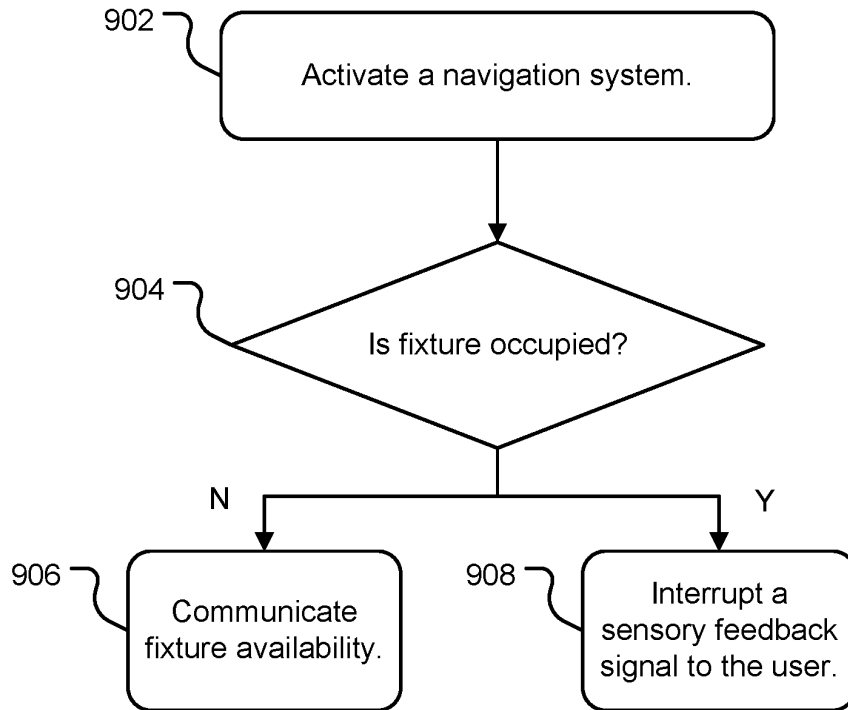 902
Activate a navigation system.
904
Is fixture occupied?
N
Y
906
Communicate
fixture availability.
908
Interrupt a
sensory feedback
signal to the user.